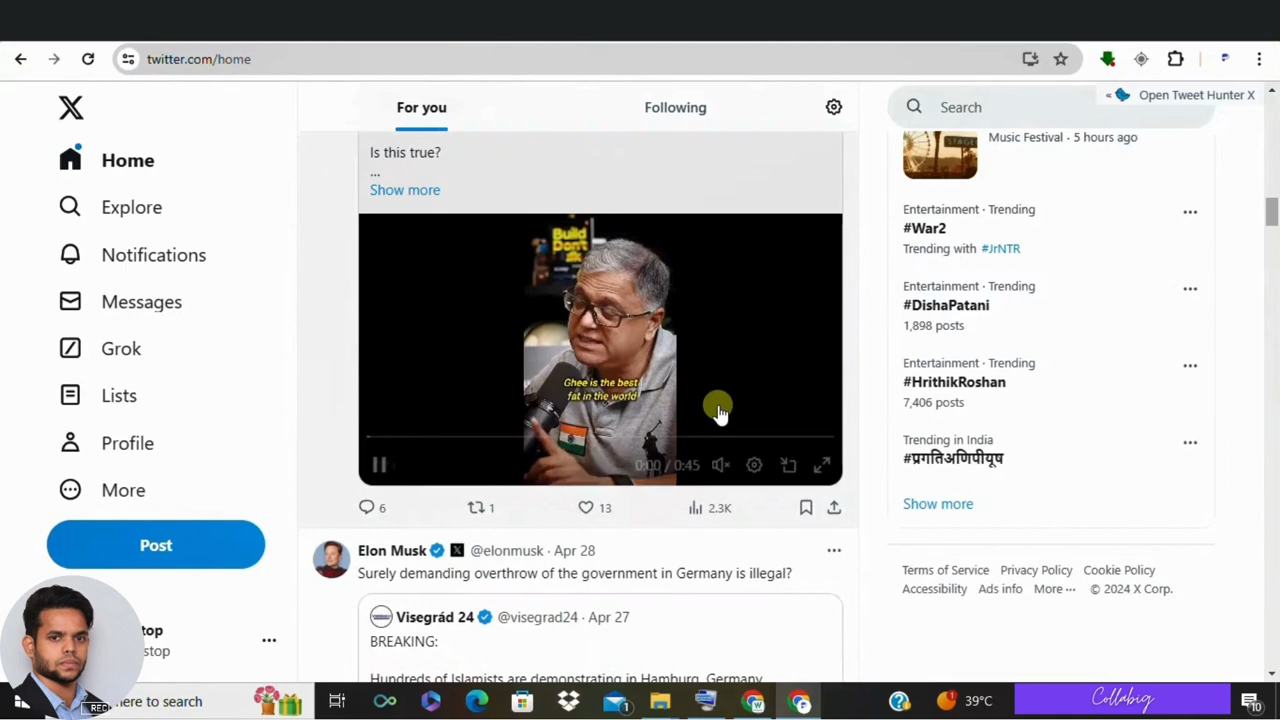 twitter.com/home
Open Tweet Hunter X
Home
Explore
Notifications
Messages
Grok
Lists
Profile
More
Post
stop
stop
REC
For you
Following
Is this true?
...
Show more
Build
Don't
Ghee is the best
fat in the world
0:00 / 0:45
6
1
13
2.3K
Elon Musk @elonmusk · Apr 28
Surely demanding overthrow of the government in Germany is illegal?
Visegrád 24 @visegrad24 · Apr 27
BREAKING:
Hundreds of Islamists are demonstrating in Hamburg, Germany
Search
Music Festival · 5 hours ago
Entertainment · Trending
#War2
Trending with #JrNTR
Entertainment · Trending
#DishaPatani
1,898 posts
Entertainment · Trending
#HrithikRoshan
7,406 posts
Trending in India
#प्रगतिअणिपीयूष
Show more
Terms of Service Privacy Policy Cookie Policy
Accessibility Ads info More ··· © 2024 X Corp.
here to search
1
39°C
Collabig
10